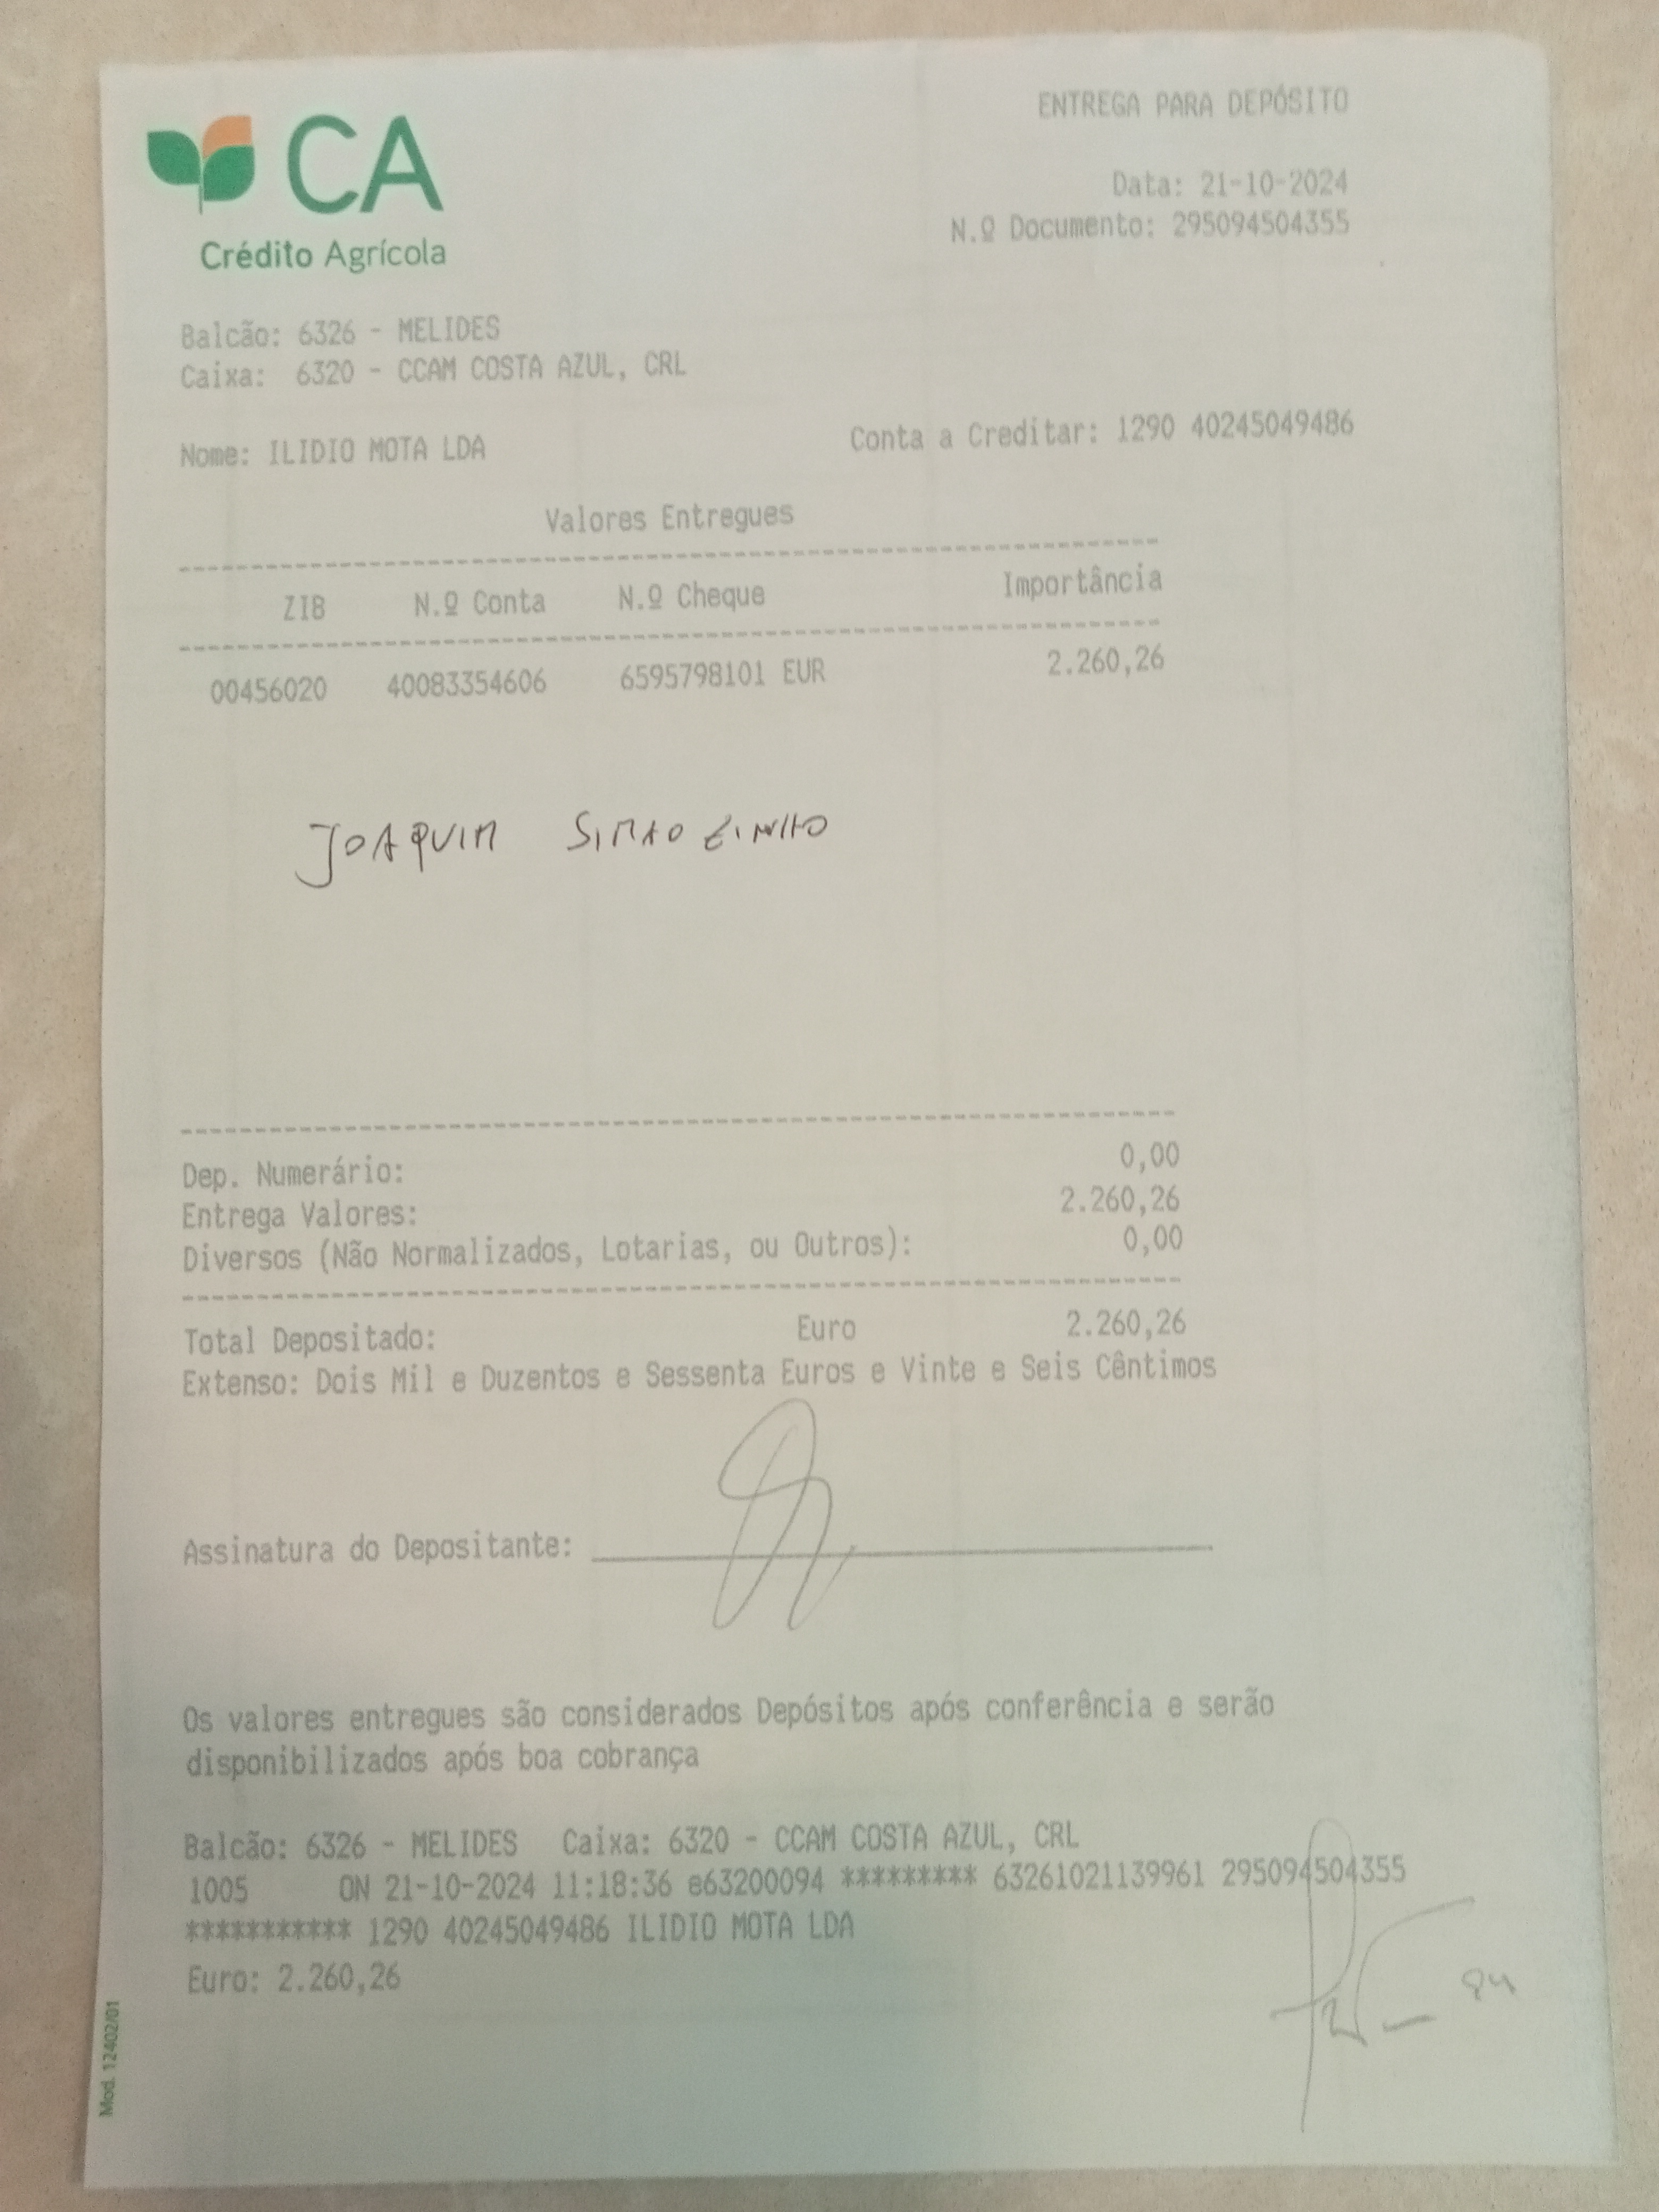 CA
Crédito Agrícola
ENTREGA PARA DEPÓSITO
Data: 21-10-2024
N.º Documento: 295094504355
Balcão: 6326 - MELIDES
Caixa: 6320 - CCAM COSTA AZUL, CRL
Nome: ILIDIO MOTA LDA
Conta a Creditar: 1290 40245049486
Valores Entregues
ZIB N.º Conta N.º Cheque Importância
00456020 40083354606 6595798101 EUR 2.260,26
JOAQUIM SIMAOZINHO
Dep. Numerário: 0,00
Entrega Valores: 2.260,26
Diversos (Não Normalizados, Lotarias, ou Outros): 0,00
Total Depositado: Euro 2.260,26
Extenso: Dois Mil e Duzentos e Sessenta Euros e Vinte e Seis Cêntimos
Assinatura do Depositante:
Os valores entregues são considerados Depósitos após conferência e serão
disponibilizados após boa cobrança
Balcão: 6326 - MELIDES Caixa: 6320 - CCAM COSTA AZUL, CRL
1005 ON 21-10-2024 11:18:36 e63200094 ********* 63261021139961 295094504355
*********** 1290 40245049486 ILIDIO MOTA LDA
Euro: 2.260,26
Mod. 12402/01